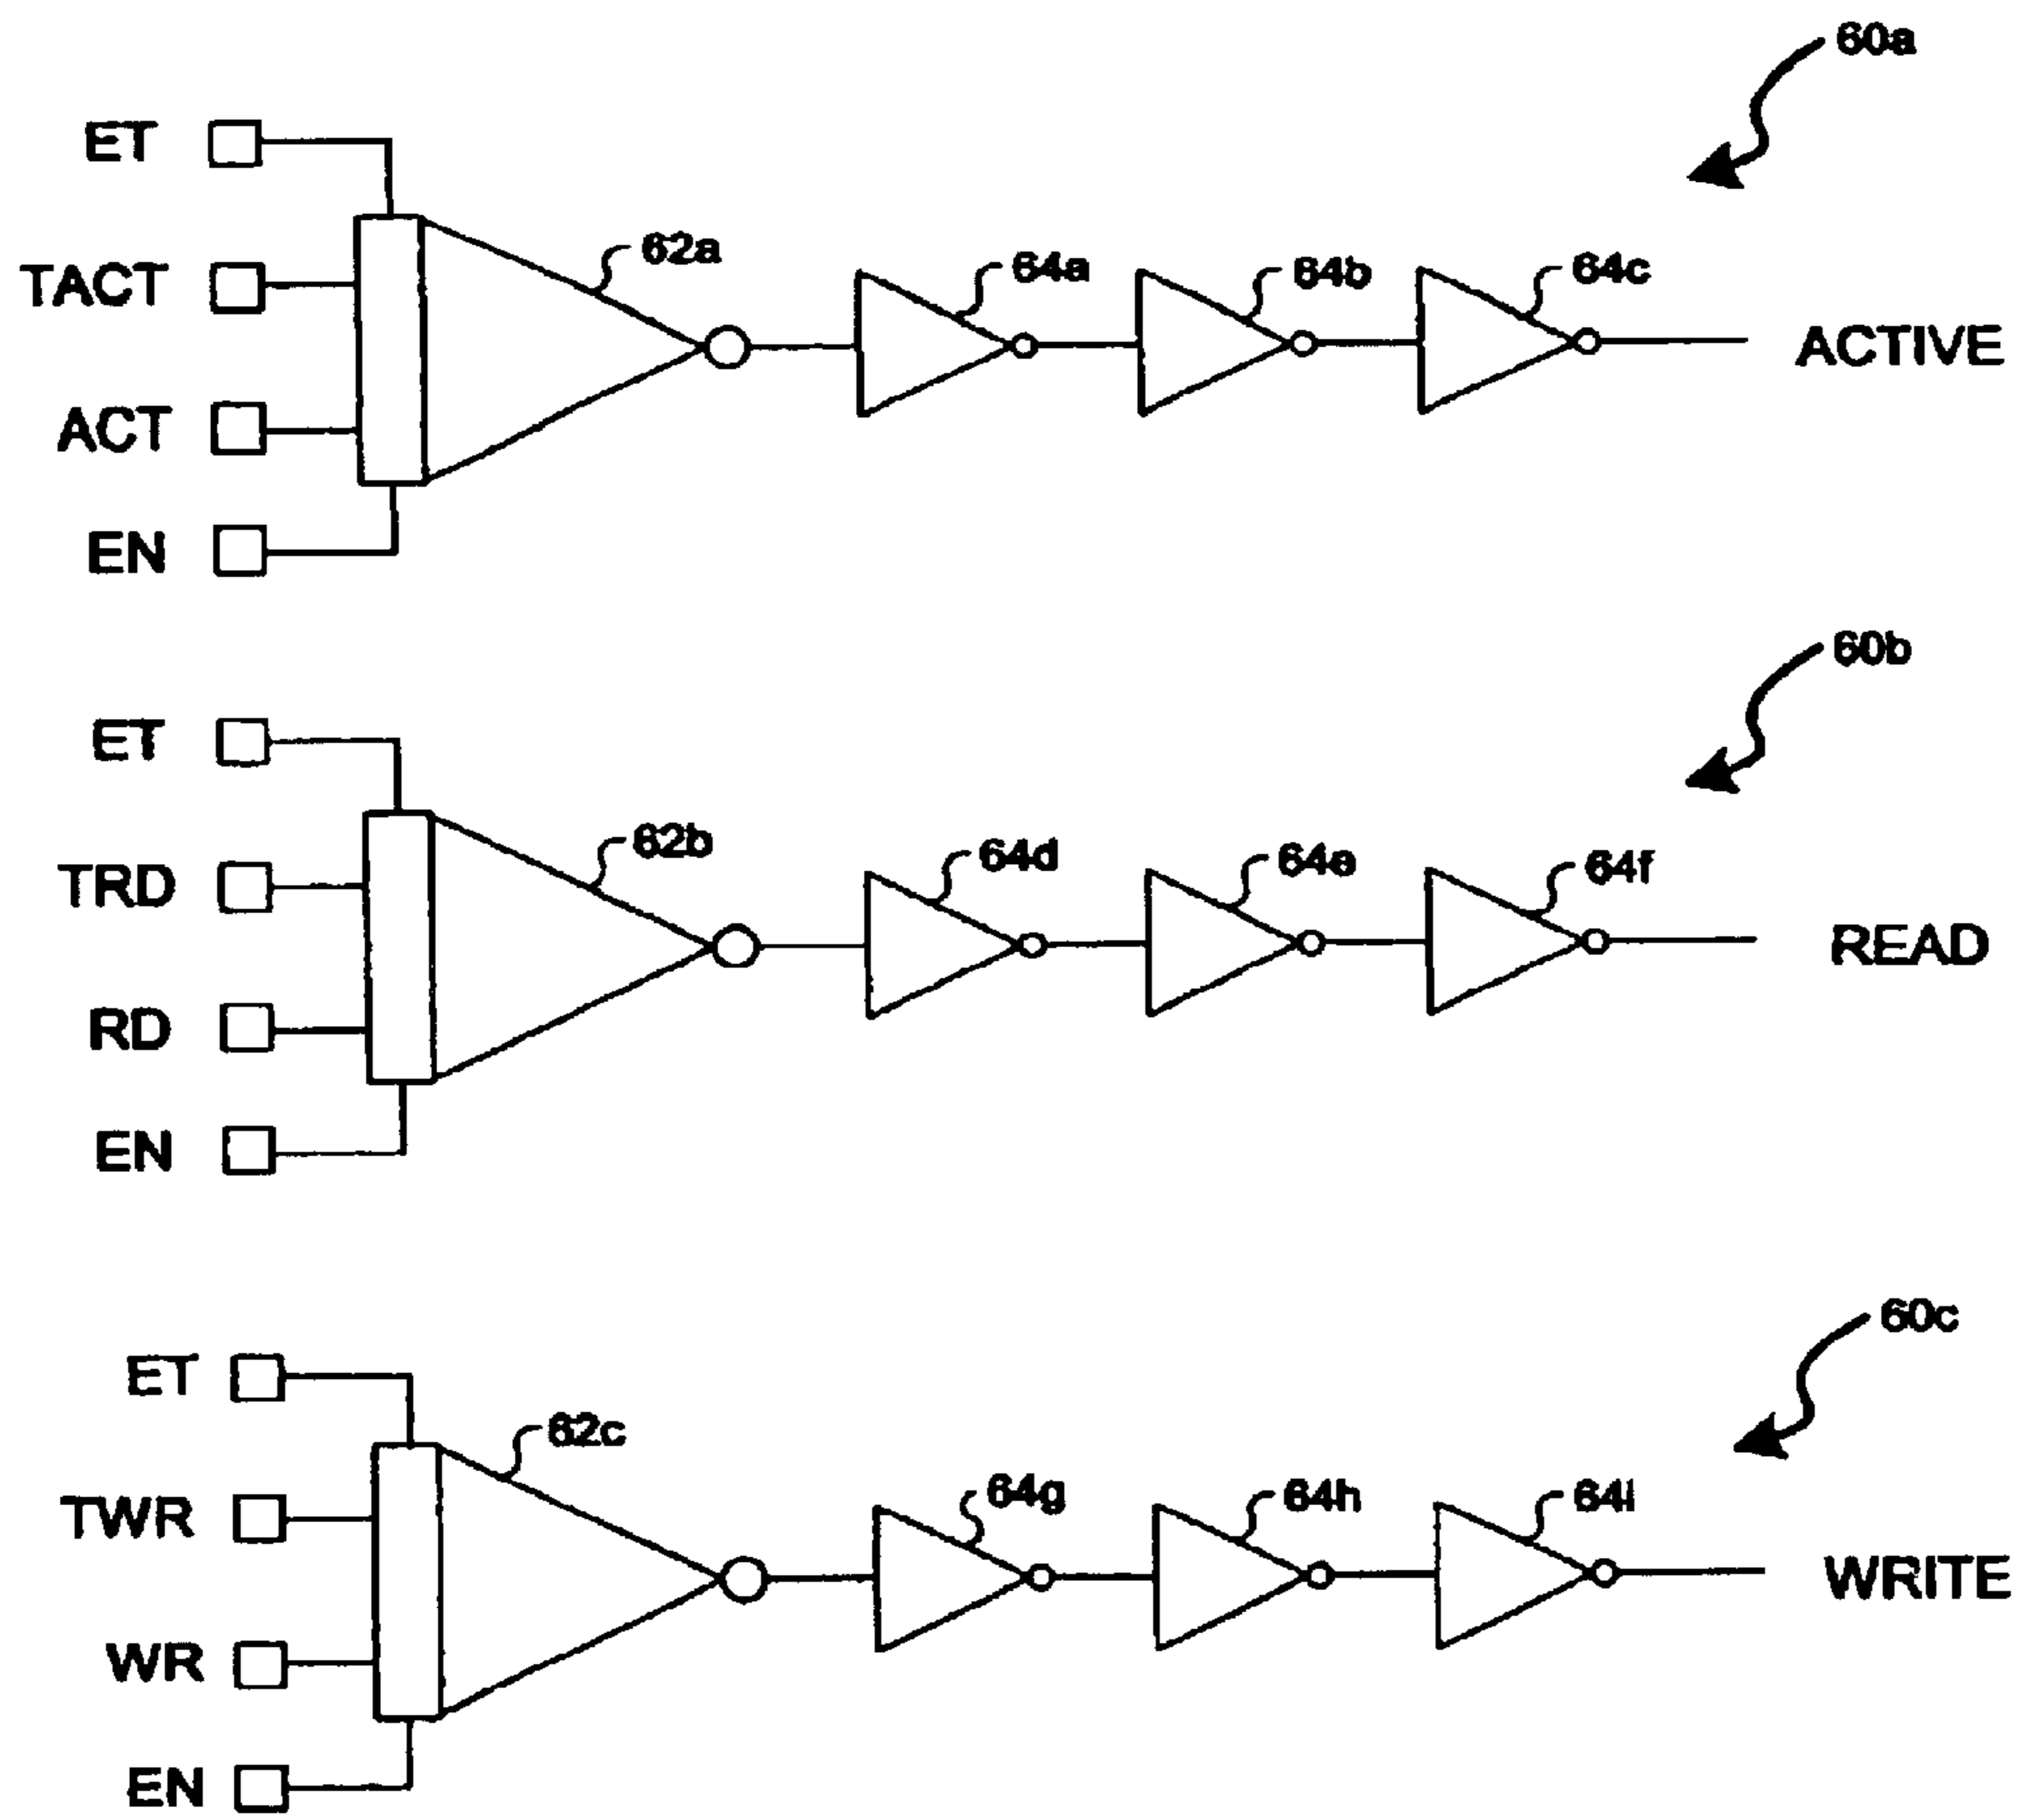 60a
ET
62a
TACT
64a
64b
64c
ACTIVE
ACT
EN
60b
ET
62b
64d
64e
64f
TRD
READ
RD
EN
60c
ET
62c
64g
64h
64i
TWR
WRITE
WR
EN